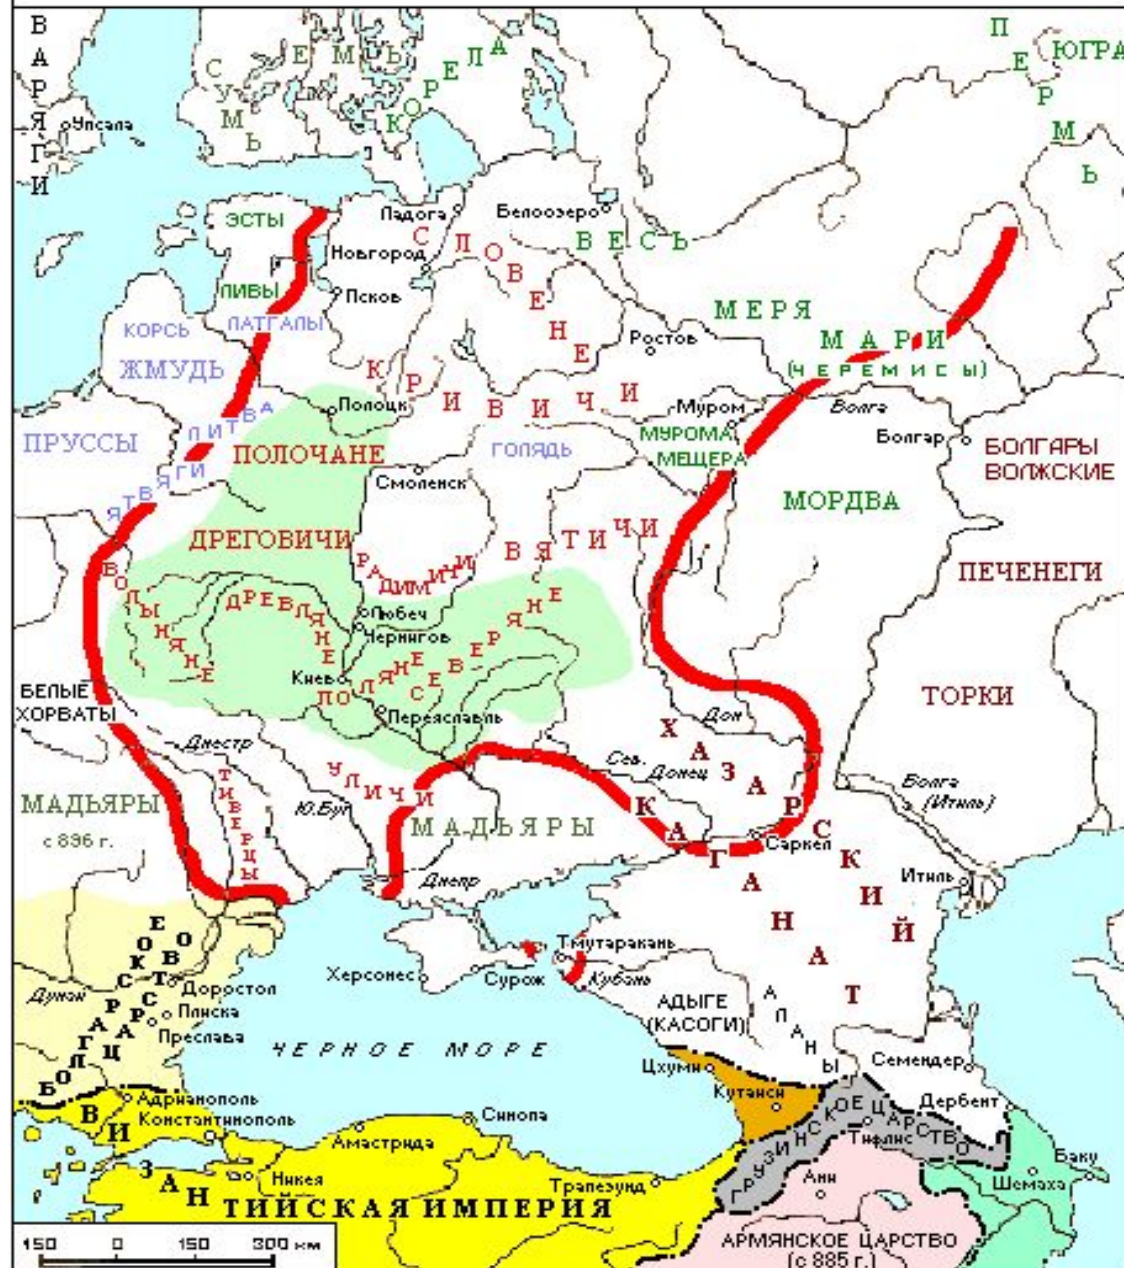 ВАРЯГИ
СУМЬ
ЕМЬ
КОРЕЛА
ПЕРМЬ
ЮГРА
Упсала
ЭСТЫ
Ладога
Белоозеро
СЛОВЕНЕ
ВЕСЬ
Новгород
ЛИВЫ
Псков
КОРСЬ
ЛАТГАЛЫ
МЕРЯ
Ростов
МАРИ
(ЧЕРЕМИСЫ)
ЖМУДЬ
КРИВИЧИ
Полоцк
Муром
Волга
ЛИТВА
ПРУССЫ
ПОЛОЧАНЕ
ГОЛЯДЬ
МУРОМА
МЕЩЕРА
Болгар
БОЛГАРЫ
ВОЛЖСКИЕ
ЯТВЯГИ
Смоленск
МОРДВА
ДРЕГОВИЧИ
РАДИМИЧИ
ВЯТИЧИ
ПЕЧЕНЕГИ
ВОЛЫНЯНЕ
ДРЕВЛЯНЕ
Любеч
Чернигов
СЕВЕРЯНЕ
Киев
ПОЛЯНЕ
Переяславль
БЕЛЫЕ
ХОРВАТЫ
ТОРКИ
Днестр
Дон
ХАЗАРСКИЙ
Сев.
Донец
УЛИЧИ
ТИВЕРЦЫ
Ю.Буг
МАДЬЯРЫ
с 896 г.
МАДЬЯРЫ
КАГАНАТ
Саркел
Волга
(Итиль)
Днепр
Итиль
Тмутаракань
Херсонес
Сурож
Кубань
БОЛГАРСКОЕ
ЦАРСТВО
Дунай
Доростол
Плиска
Преслава
АДЫГЕ
(КАСОГИ)
АЛАНЫ
ЧЕРНОЕ МОРЕ
Семендер
Цхуми
Кутаиси
Дербент
Адрианополь
Константинополь
Синопа
Амастрида
ГРУЗИНСКОЕ ЦАРСТВО
Тифлис
Баку
Шемаха
Никея
Трапезунд
Ани
ВИЗАНТИЙСКАЯ ИМПЕРИЯ
АРМЯНСКОЕ ЦАРСТВО
(с 885 г.)
150 0 150 300 км